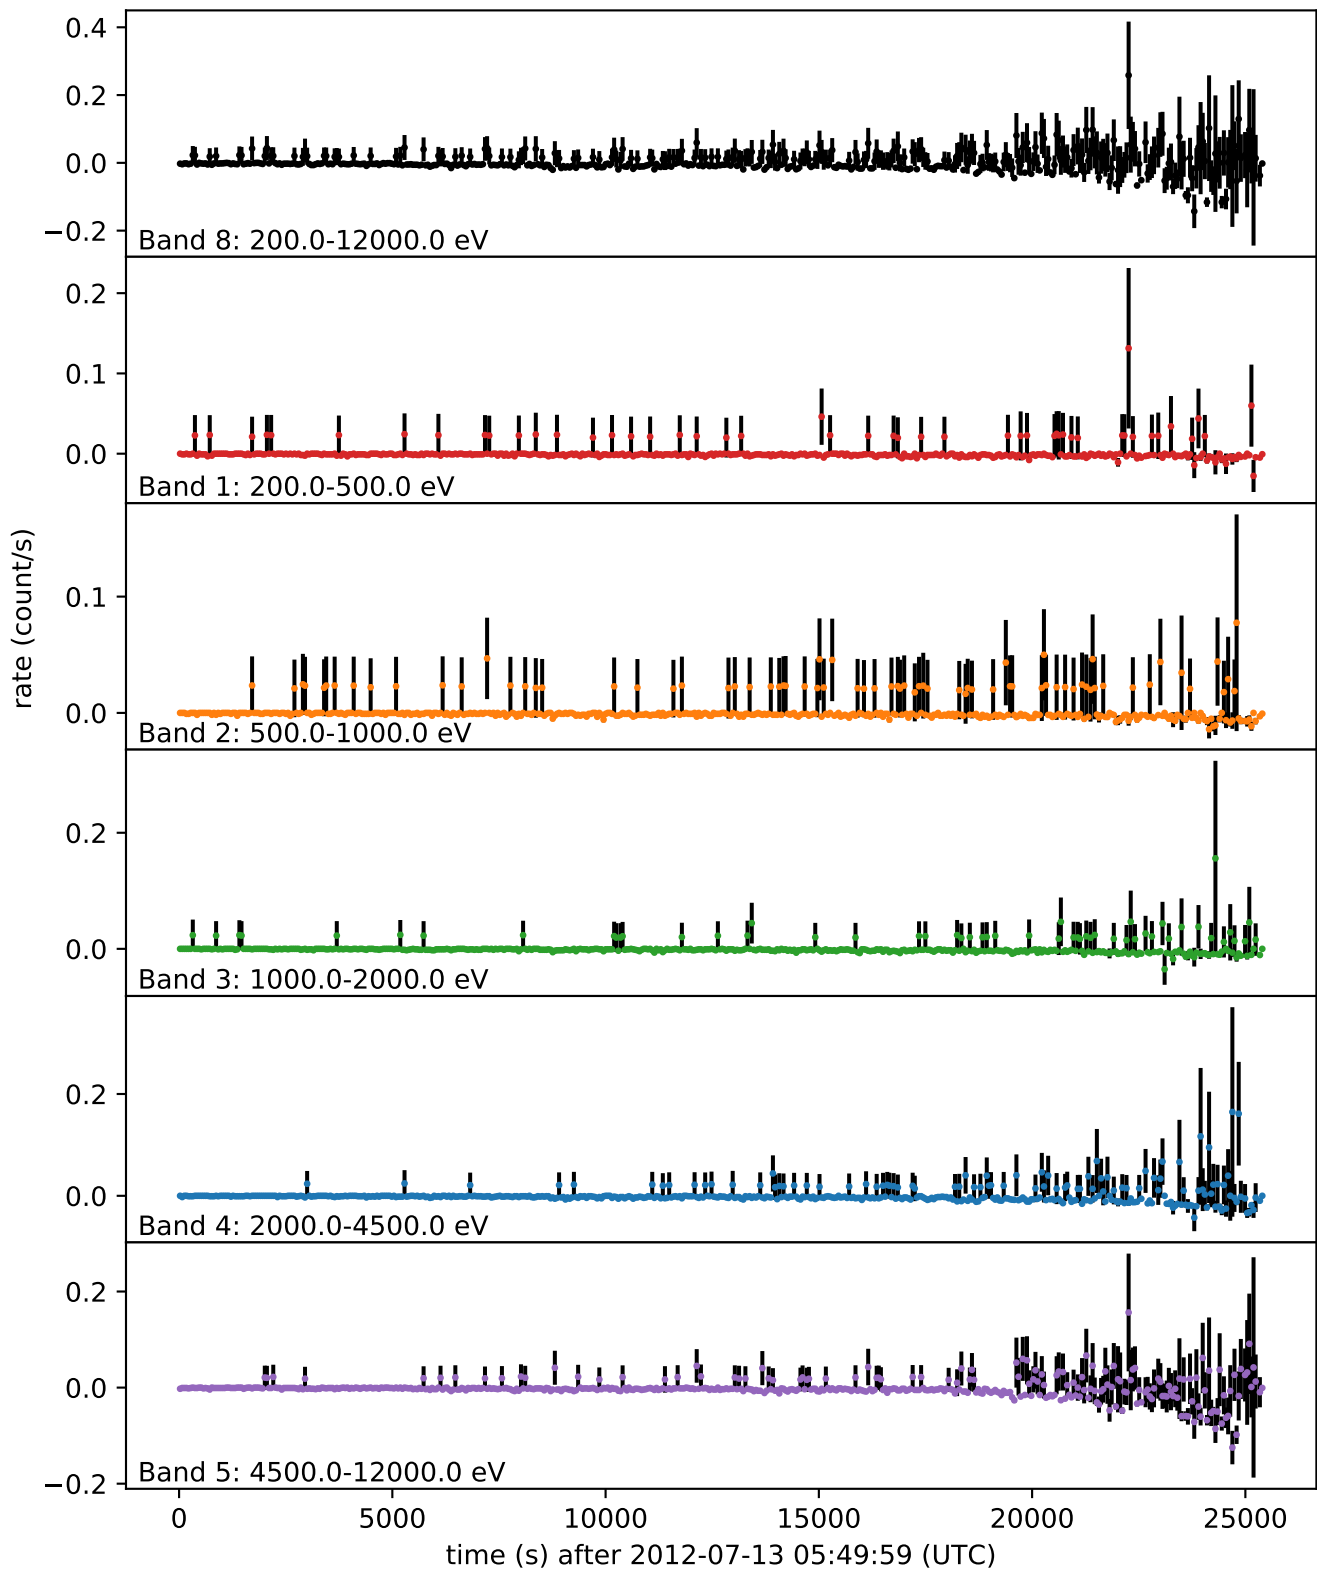 0.4
0.2
0.0
−0.2
Band 8: 200.0-12000.0 eV
0.2
0.1
0.0
Band 1: 200.0-500.0 eV
rate (count/s)
0.1
0.0
Band 2: 500.0-1000.0 eV
0.2
0.0
Band 3: 1000.0-2000.0 eV
0.2
0.0
Band 4: 2000.0-4500.0 eV
0.2
0.0
−0.2
Band 5: 4500.0-12000.0 eV
0 5000 10000 15000 20000 25000
time (s) after 2012-07-13 05:49:59 (UTC)